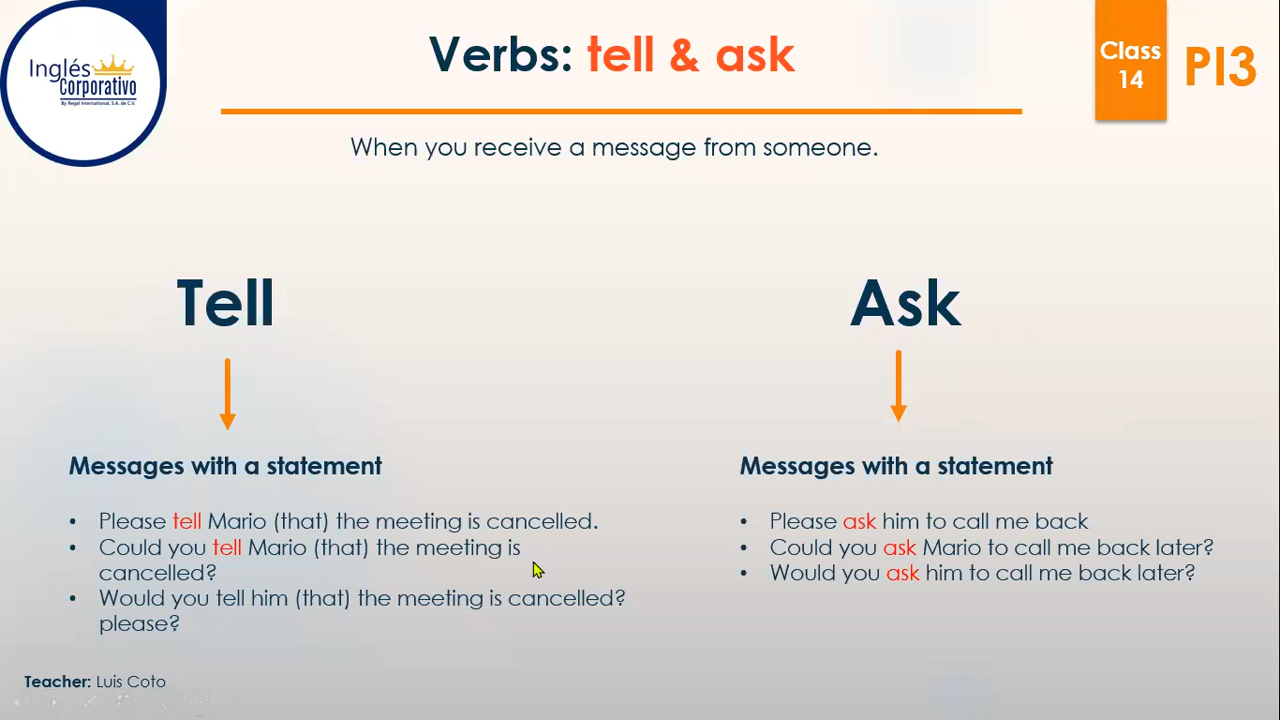 Inglés
Corporativo
By Regal International, S.A. de C.V.
Verbs: tell & ask
Class
14
PI3
When you receive a message from someone.
Tell
Ask
Messages with a statement
• Please tell Mario (that) the meeting is cancelled.
• Could you tell Mario (that) the meeting is
cancelled?
• Would you tell him (that) the meeting is cancelled?
please?
Messages with a statement
• Please ask him to call me back
• Could you ask Mario to call me back later?
• Would you ask him to call me back later?
Teacher: Luis Coto